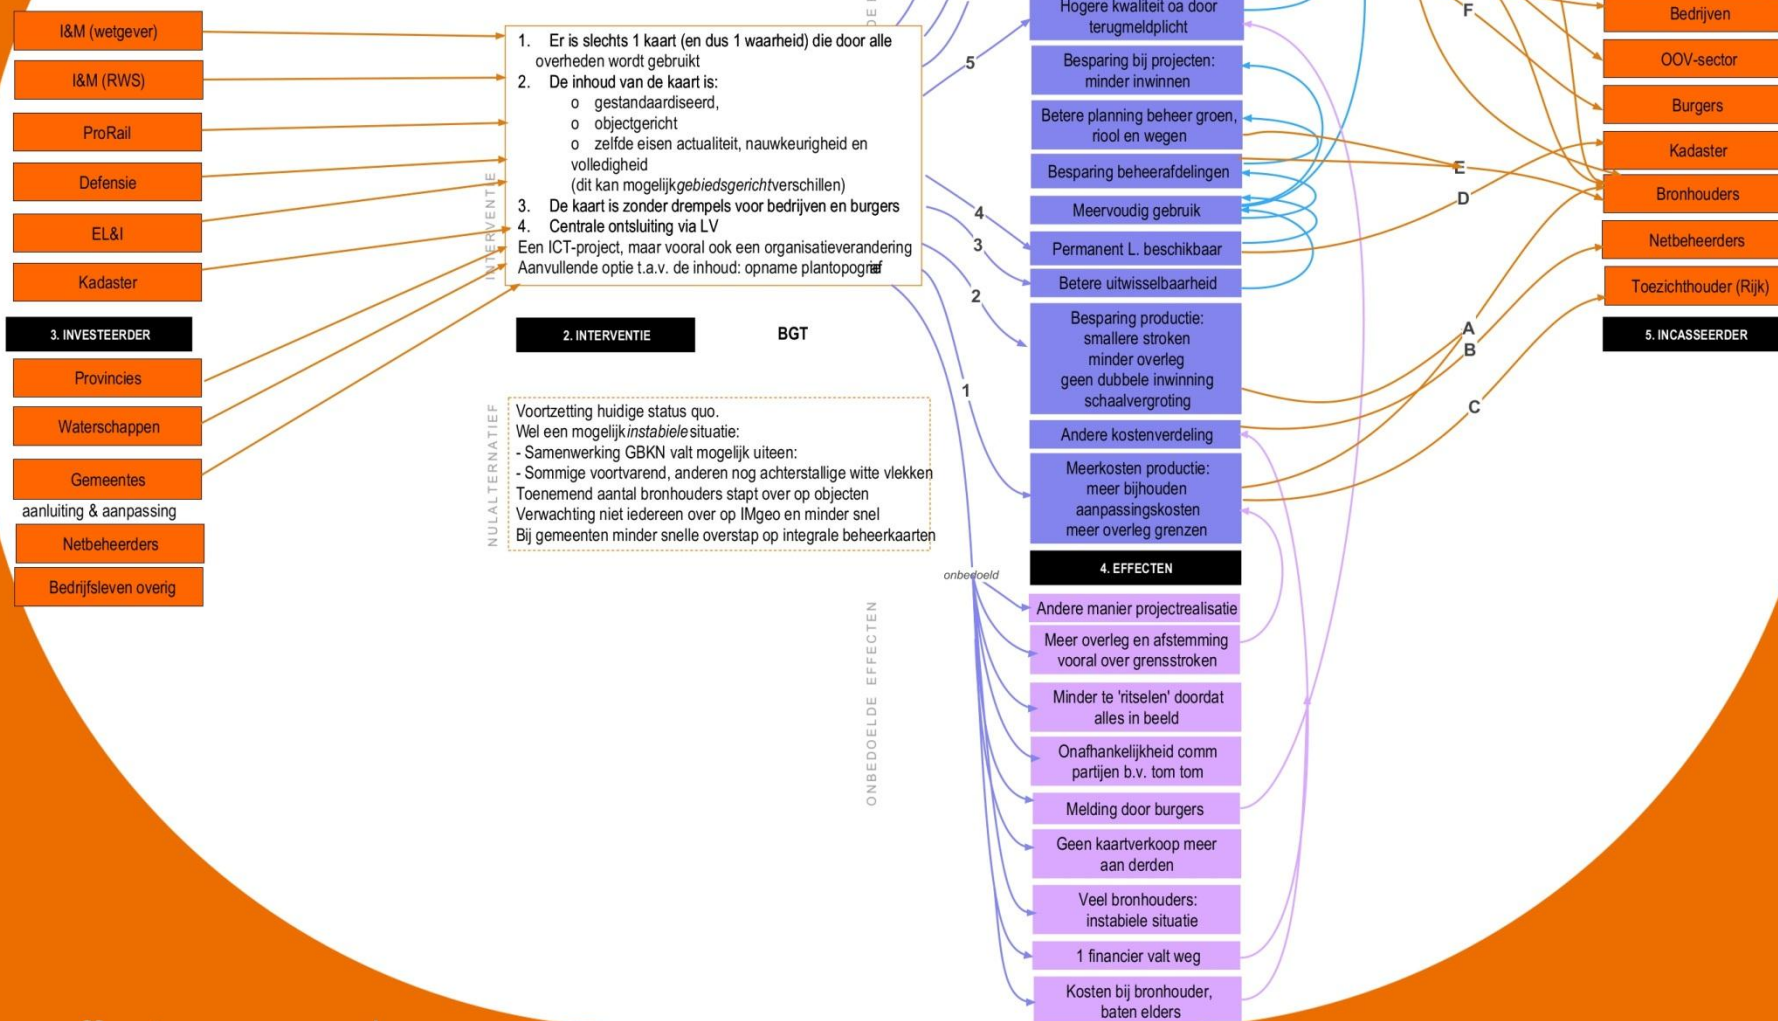 I&M (wetgever)
I&M (RWS)
ProRail
Defensie
EL&I
Kadaster
3. INVESTEERDER
Provincies
Waterschappen
Gemeentes
aanluiting & aanpassing
Netbeheerders
Bedrijfsleven overig
INTERVENTIE
1. Er is slechts 1 kaart (en dus 1 waarheid) die door alle
overheden wordt gebruikt
2. De inhoud van de kaart is:
o gestandaardiseerd,
o objectgericht
o zelfde eisen actualiteit, nauwkeurigheid en
volledigheid
(dit kan mogelijk gebiedsgericht verschillen)
3. De kaart is zonder drempels voor bedrijven en burgers
4. Centrale ontsluiting via LV
Een ICT-project, maar vooral ook een organisatieverandering
Aanvullende optie t.a.v. de inhoud: opname
2. INTERVENTIE
BGT
NULALTERNATIEF
Voortzetting huidige status quo.
Wel een mogelijk instabiele situatie:
- Samenwerking GBKN valt mogelijk uiteen:
- Sommige voortvarend, anderen nog achterstallige witte vlekken
Toenemend aantal bronhouders stapt over op objecten
Verwachting niet iedereen over op IMgeo en minder snel
Bij gemeenten minder snelle overstap op integrale beheerkaarten
5
4
3
2
1
onbedoeld
ONBEDOELDE EFFECTEN
Hogere kwaliteit oa door
terugmeldplicht
Besparing bij projecten:
minder inwinnen
Betere planning beheer groen,
riool en wegen
Besparing beheerafdelingen
Meervoudig gebruik
Permanent L. beschikbaar
Betere uitwisselbaarheid
Besparing productie:
smallere stroken
minder overleg
geen dubbele inwinning
schaalvergroting
Andere kostenverdeling
Meerkosten productie:
meer bijhouden
aanpassingskosten
meer overleg grenzen
4. EFFECTEN
Andere manier projectrealisatie
Meer overleg en afstemming
vooral over grensstroken
Minder te 'ritselen' doordat
alles in beeld
Onafhankelijkheid comm
partijen b.v. tom tom
Melding door burgers
Geen kaartverkoop meer
aan derden
Veel bronhouders:
instabiele situatie
1 financier valt weg
Kosten bij bronhouder,
baten elders
F
E
D
A
B
C
Bedrijven
OOV-sector
Burgers
Kadaster
Bronhouders
Netbeheerders
Toezichthouder (Rijk)
5. INCASSEERDER